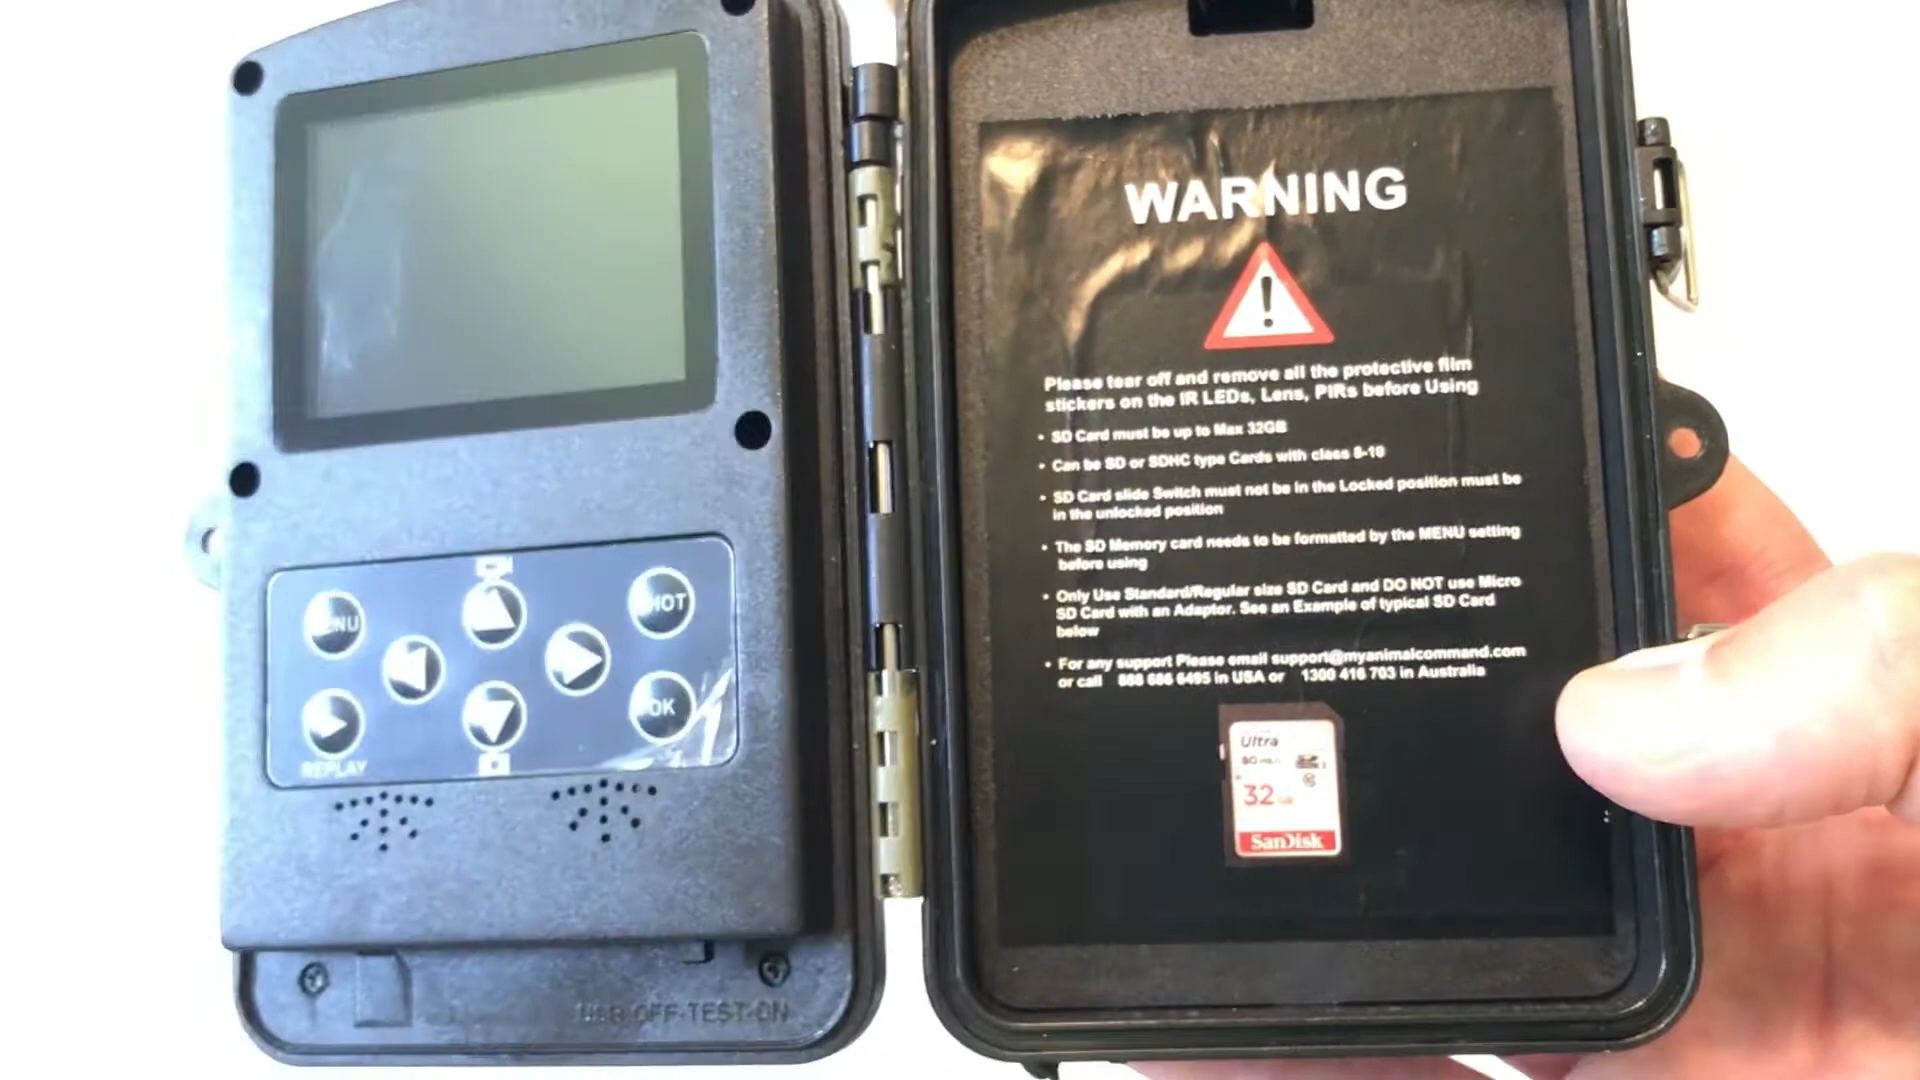 MENU
SHOT
OK
REPLAY
USB OFF-TEST-ON
WARNING
!
Please tear off and remove all the protective film
stickers on the IR LEDs, Lens, PIRs before Using
• SD Card must be up to Max 32GB
• Can be SD or SDHC type Cards with class 8-10
• SD Card slide Switch must not be in the Locked position must be
in the unlocked position
• The SD Memory card needs to be formatted by the MENU setting
before using
• Only Use Standard/Regular size SD Card and DO NOT use Micro
SD Card with an Adaptor. See an Example of typical SD Card
below
• For any support Please email support@myanimalcommand.com
or call 888 686 6495 in USA or 1300 416 703 in Australia
Ultra
80 MB/s
32 GB
SanDisk